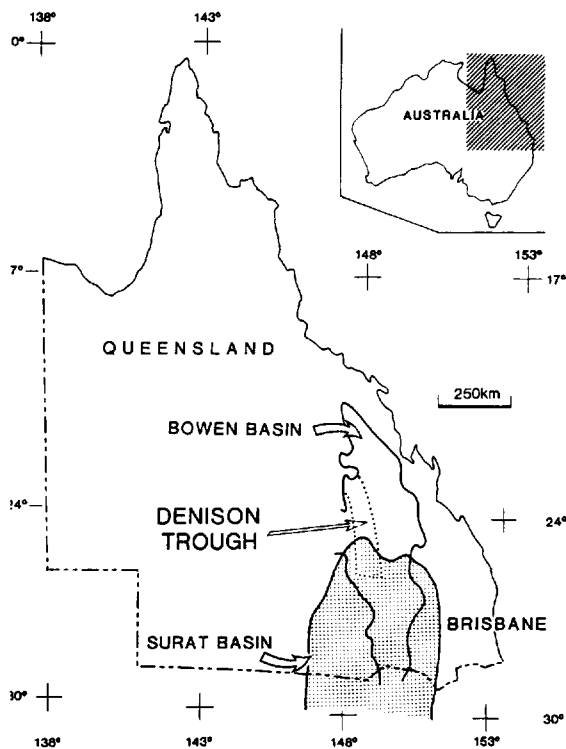 138° 143°
0°
AUSTRALIA
148° 153°
7° 17°
QUEENSLAND
250km
BOWEN BASIN
24° 24°
DENISON
TROUGH
BRISBANE
SURAT BASIN
30° 30°
138° 143° 148° 153°